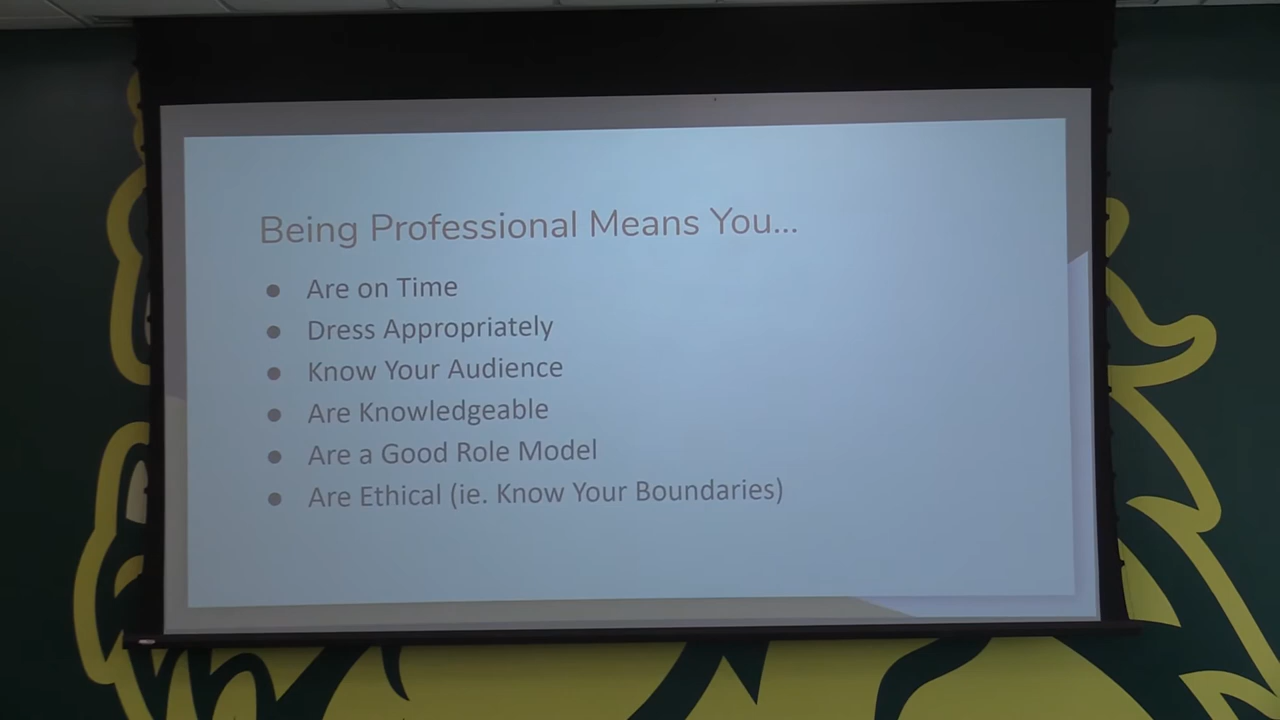 Being Professional Means You...
● Are on Time
● Dress Appropriately
● Know Your Audience
● Are Knowledgeable
● Are a Good Role Model
● Are Ethical (ie. Know Your Boundaries)